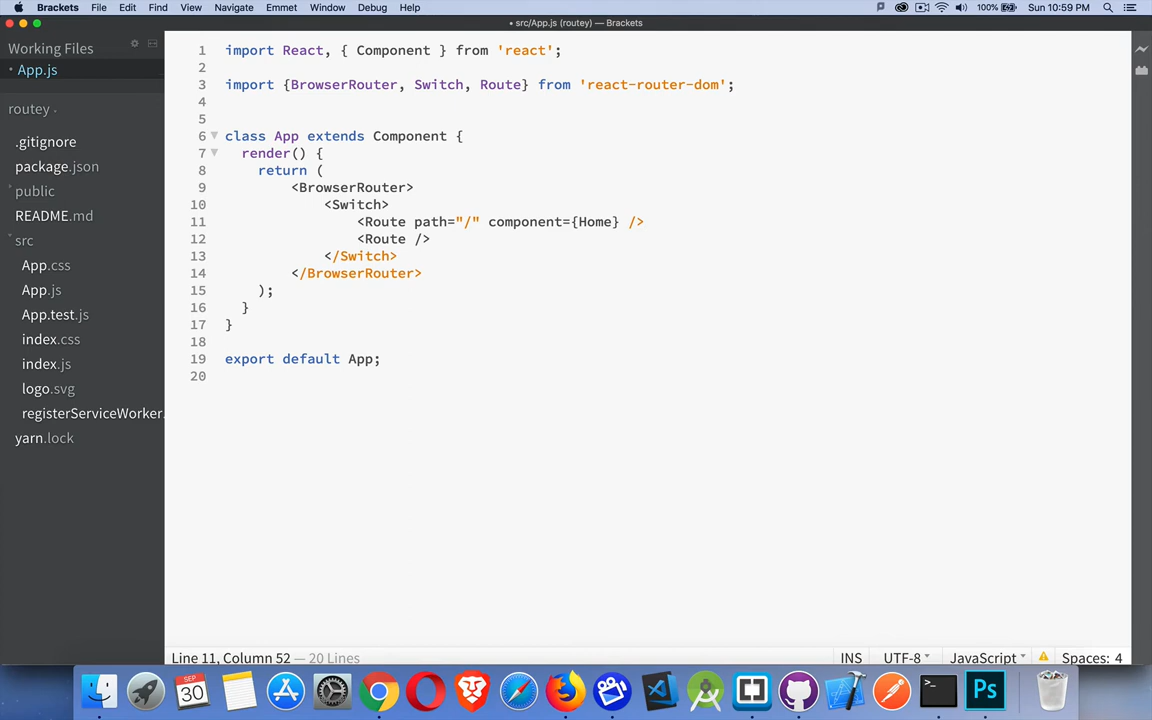 Brackets File Edit Find View Navigate Emmet Window Debug Help 100% Sun 10:59 PM
• src/App.js (routey) — Brackets
Working Files
• App.js
routey
.gitignore
package.json
public
README.md
src
App.css
App.js
App.test.js
index.css
index.js
logo.svg
registerServiceWorker.
yarn.lock
1 import React, { Component } from 'react';
2
3 import {BrowserRouter, Switch, Route} from 'react-router-dom';
4
5
6 class App extends Component {
7 render() {
8 return (
9 <BrowserRouter>
10 <Switch>
11 <Route path="/" component={Home} />
12 <Route />
13 </Switch>
14 </BrowserRouter>
15 );
16 }
17 }
18
19 export default App;
20
Line 11, Column 52 — 20 Lines
INS UTF-8 JavaScript Spaces: 4
SEP
30
>_
Ps